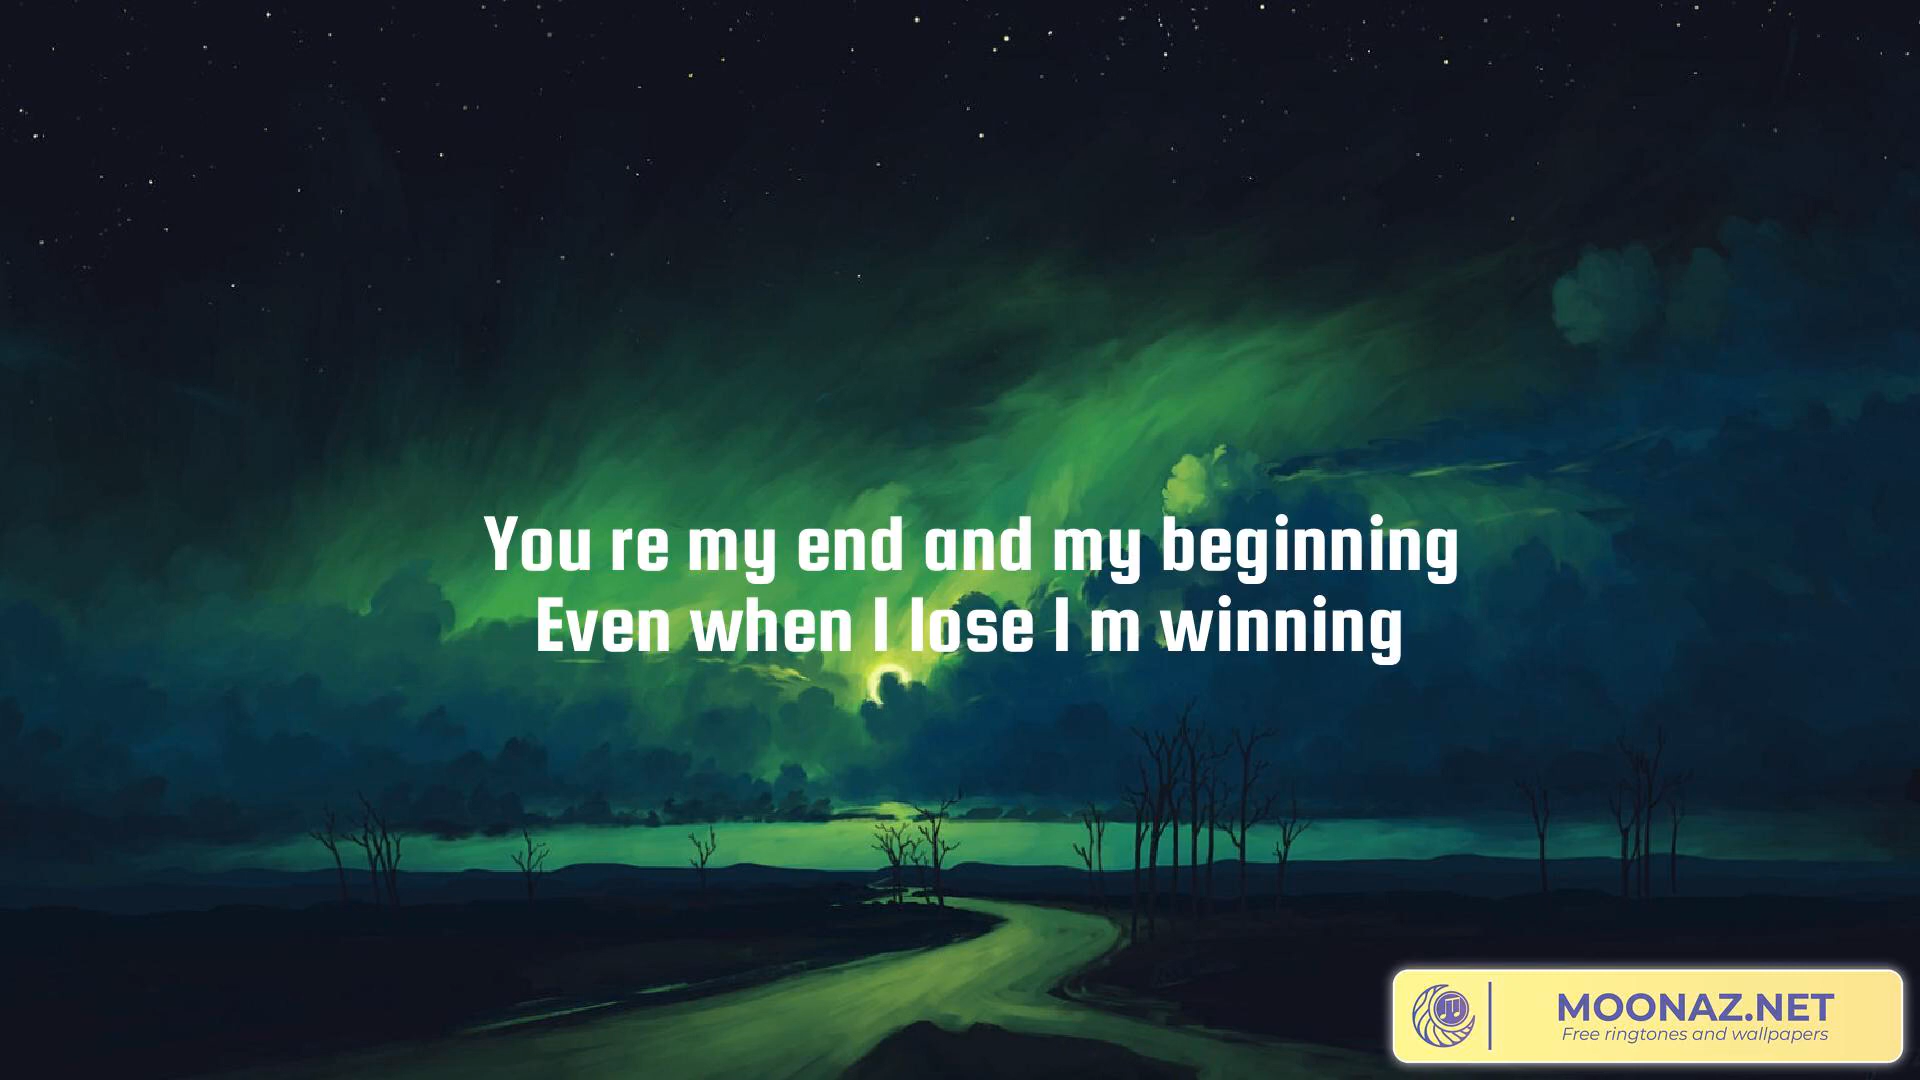 You re my end and my beginning
Even when I lose I m winning
MOONAZ.NET
Free ringtones and wallpapers